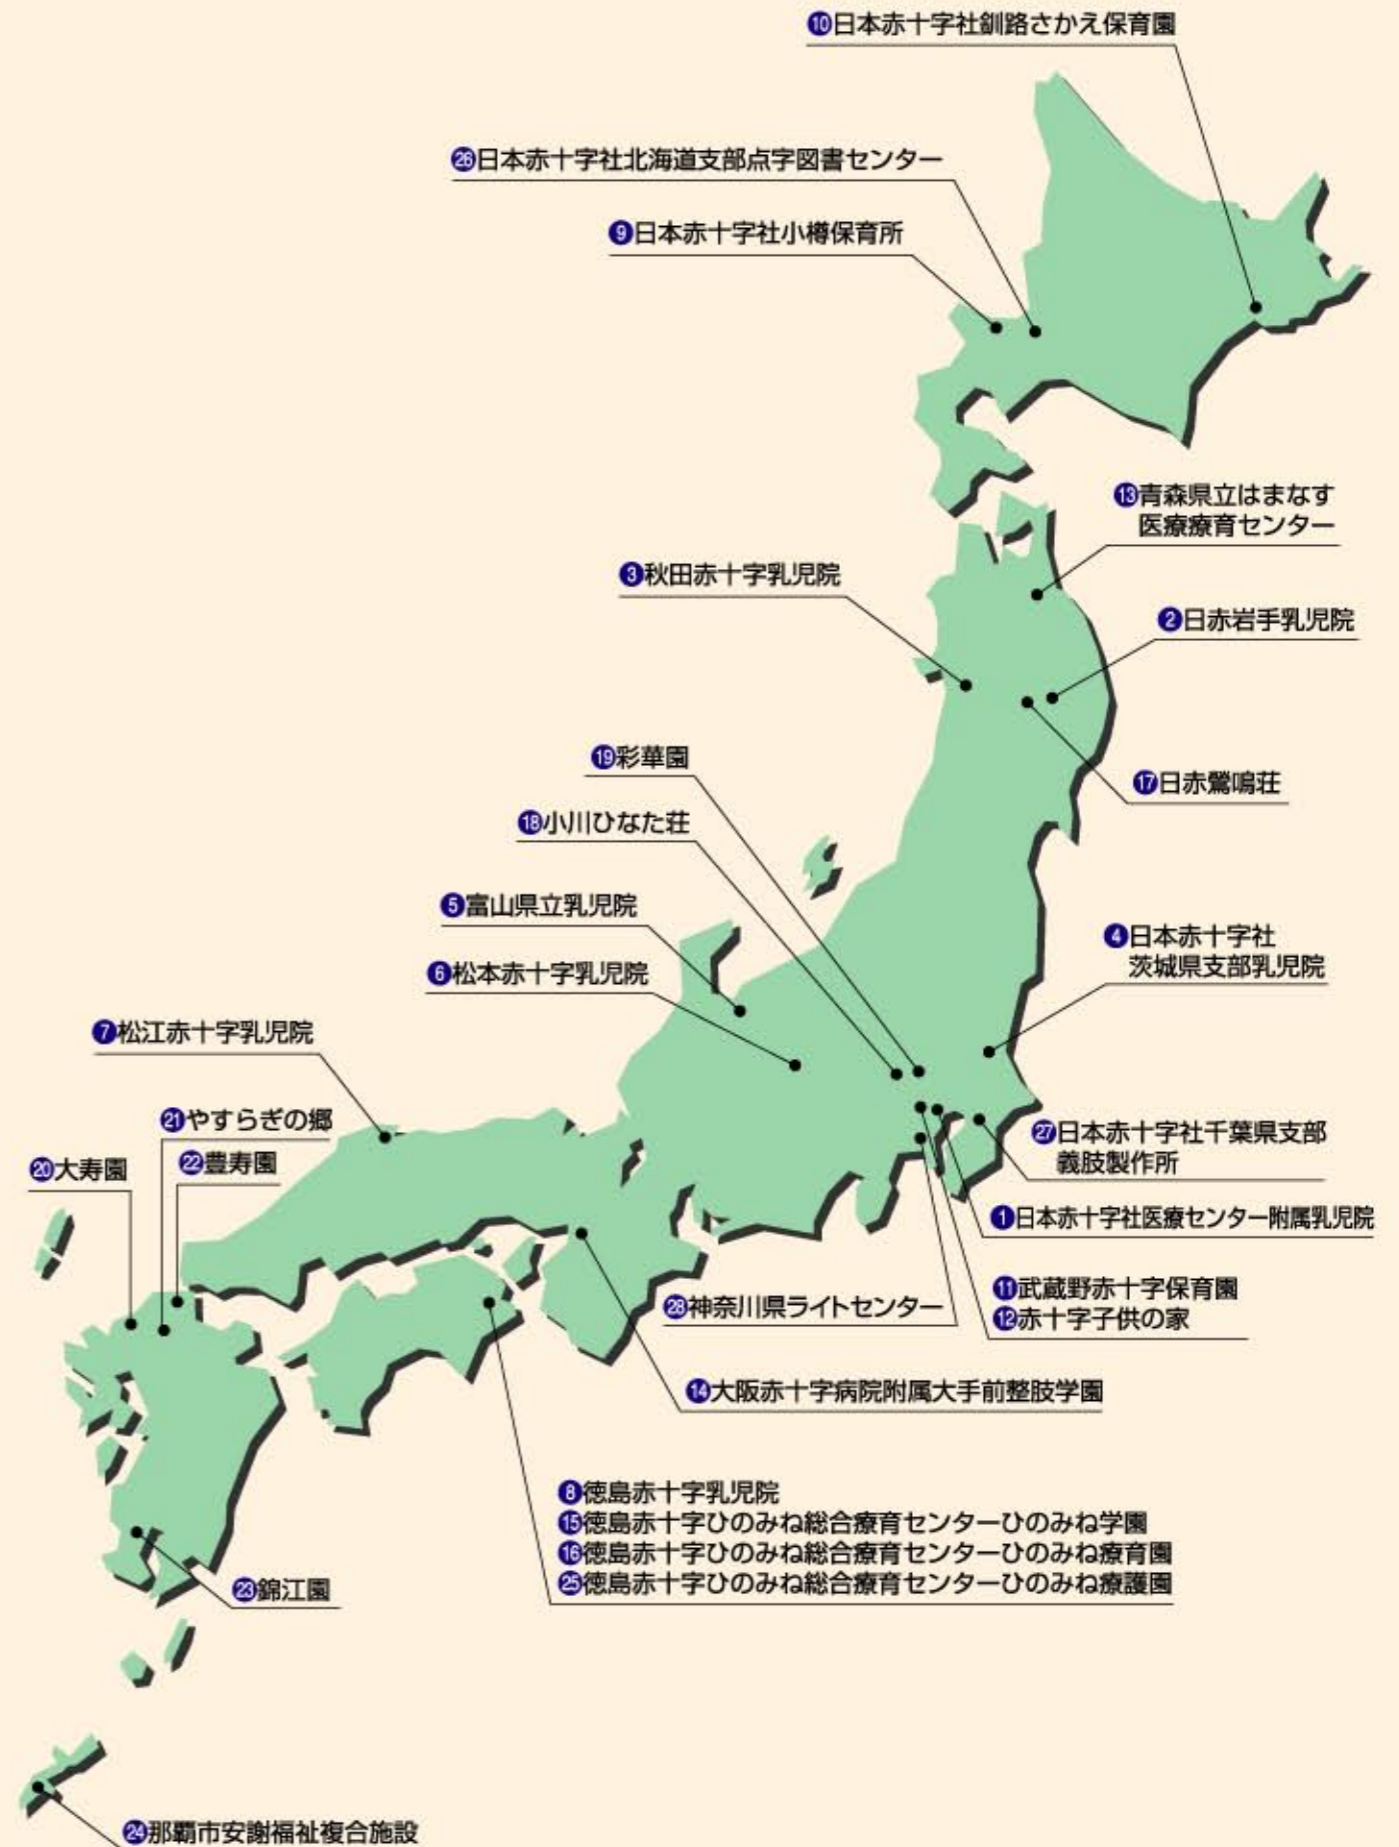 ⑩日本赤十字社釧路さかえ保育園
㉖日本赤十字社北海道支部点字図書センター
⑨日本赤十字社小樽保育所
⑬青森県立はまなす
医療療育センター
③秋田赤十字乳児院
②日赤岩手乳児院
⑲彩華園
⑰日赤鶯鳴荘
⑱小川ひなた荘
⑤富山県立乳児院
④日本赤十字社
茨城県支部乳児院
⑥松本赤十字乳児院
⑦松江赤十字乳児院
㉑やすらぎの郷
㉒豊寿園
⑳大寿園
㉗日本赤十字社千葉県支部
義肢製作所
①日本赤十字社医療センター附属乳児院
⑪武蔵野赤十字保育園
⑫赤十字子供の家
㉘神奈川県ライトセンター
⑭大阪赤十字病院附属大手前整肢学園
⑧徳島赤十字乳児院
⑮徳島赤十字ひのみね総合療育センターひのみね学園
⑯徳島赤十字ひのみね総合療育センターひのみね療育園
㉕徳島赤十字ひのみね総合療育センターひのみね療護園
㉓錦江園
㉔那覇市安謝福祉複合施設